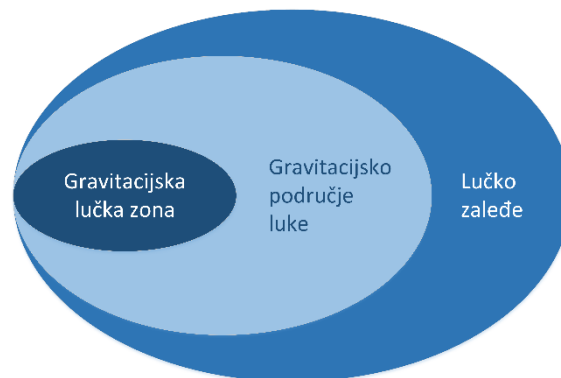 Gravitacijska
lučka zona
Gravitacijsko
područje
luke
Lučko
zaleđe